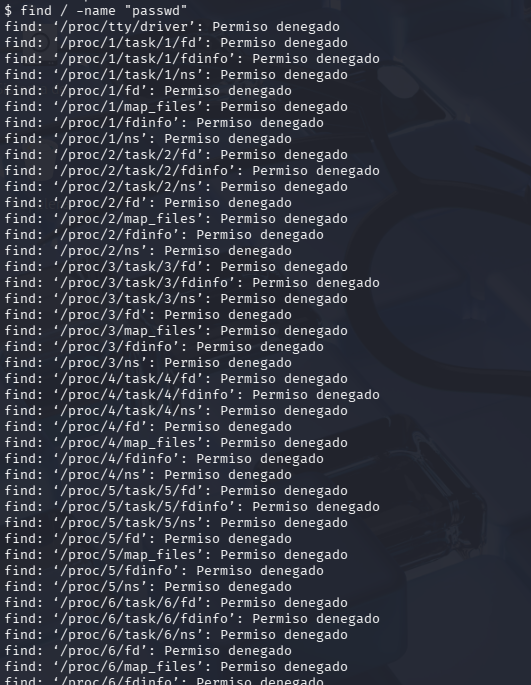 $ find / -name "passwd"
find: ‘/proc/tty/driver’: Permiso denegado
find: ‘/proc/1/task/1/fd’: Permiso denegado
find: ‘/proc/1/task/1/fdinfo’: Permiso denegado
find: ‘/proc/1/task/1/ns’: Permiso denegado
find: ‘/proc/1/fd’: Permiso denegado
find: ‘/proc/1/map_files’: Permiso denegado
find: ‘/proc/1/fdinfo’: Permiso denegado
find: ‘/proc/1/ns’: Permiso denegado
find: ‘/proc/2/task/2/fd’: Permiso denegado
find: ‘/proc/2/task/2/fdinfo’: Permiso denegado
find: ‘/proc/2/task/2/ns’: Permiso denegado
find: ‘/proc/2/fd’: Permiso denegado
find: ‘/proc/2/map_files’: Permiso denegado
find: ‘/proc/2/fdinfo’: Permiso denegado
find: ‘/proc/2/ns’: Permiso denegado
find: ‘/proc/3/task/3/fd’: Permiso denegado
find: ‘/proc/3/task/3/fdinfo’: Permiso denegado
find: ‘/proc/3/task/3/ns’: Permiso denegado
find: ‘/proc/3/fd’: Permiso denegado
find: ‘/proc/3/map_files’: Permiso denegado
find: ‘/proc/3/fdinfo’: Permiso denegado
find: ‘/proc/3/ns’: Permiso denegado
find: ‘/proc/4/task/4/fd’: Permiso denegado
find: ‘/proc/4/task/4/fdinfo’: Permiso denegado
find: ‘/proc/4/task/4/ns’: Permiso denegado
find: ‘/proc/4/fd’: Permiso denegado
find: ‘/proc/4/map_files’: Permiso denegado
find: ‘/proc/4/fdinfo’: Permiso denegado
find: ‘/proc/4/ns’: Permiso denegado
find: ‘/proc/5/task/5/fd’: Permiso denegado
find: ‘/proc/5/task/5/fdinfo’: Permiso denegado
find: ‘/proc/5/task/5/ns’: Permiso denegado
find: ‘/proc/5/fd’: Permiso denegado
find: ‘/proc/5/map_files’: Permiso denegado
find: ‘/proc/5/fdinfo’: Permiso denegado
find: ‘/proc/5/ns’: Permiso denegado
find: ‘/proc/6/task/6/fd’: Permiso denegado
find: ‘/proc/6/task/6/fdinfo’: Permiso denegado
find: ‘/proc/6/task/6/ns’: Permiso denegado
find: ‘/proc/6/fd’: Permiso denegado
find: ‘/proc/6/map_files’: Permiso denegado
find: ‘/proc/6/fdinfo’: Permiso denegado